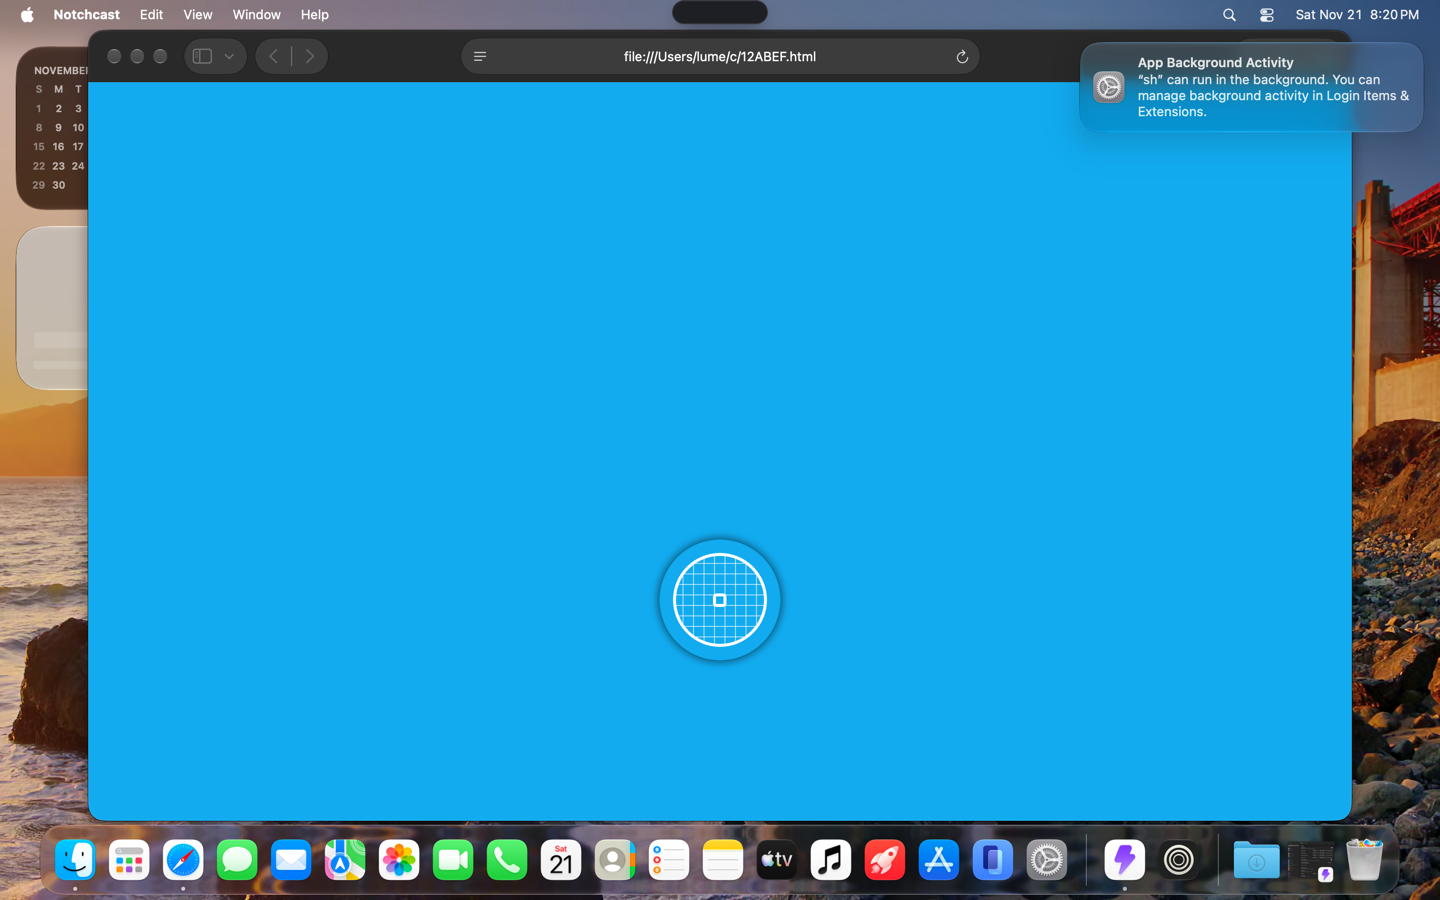 Notchcast Edit View Window Help
Sat Nov 21 8:20 PM
file:///Users/lume/c/12ABEF.html
App Background Activity
“sh” can run in the background. You can
manage background activity in Login Items &
Extensions.
NOVEMBER
S M T
1 2 3
8 9 10
15 16 17
22 23 24
29 30
Sat
21
tv